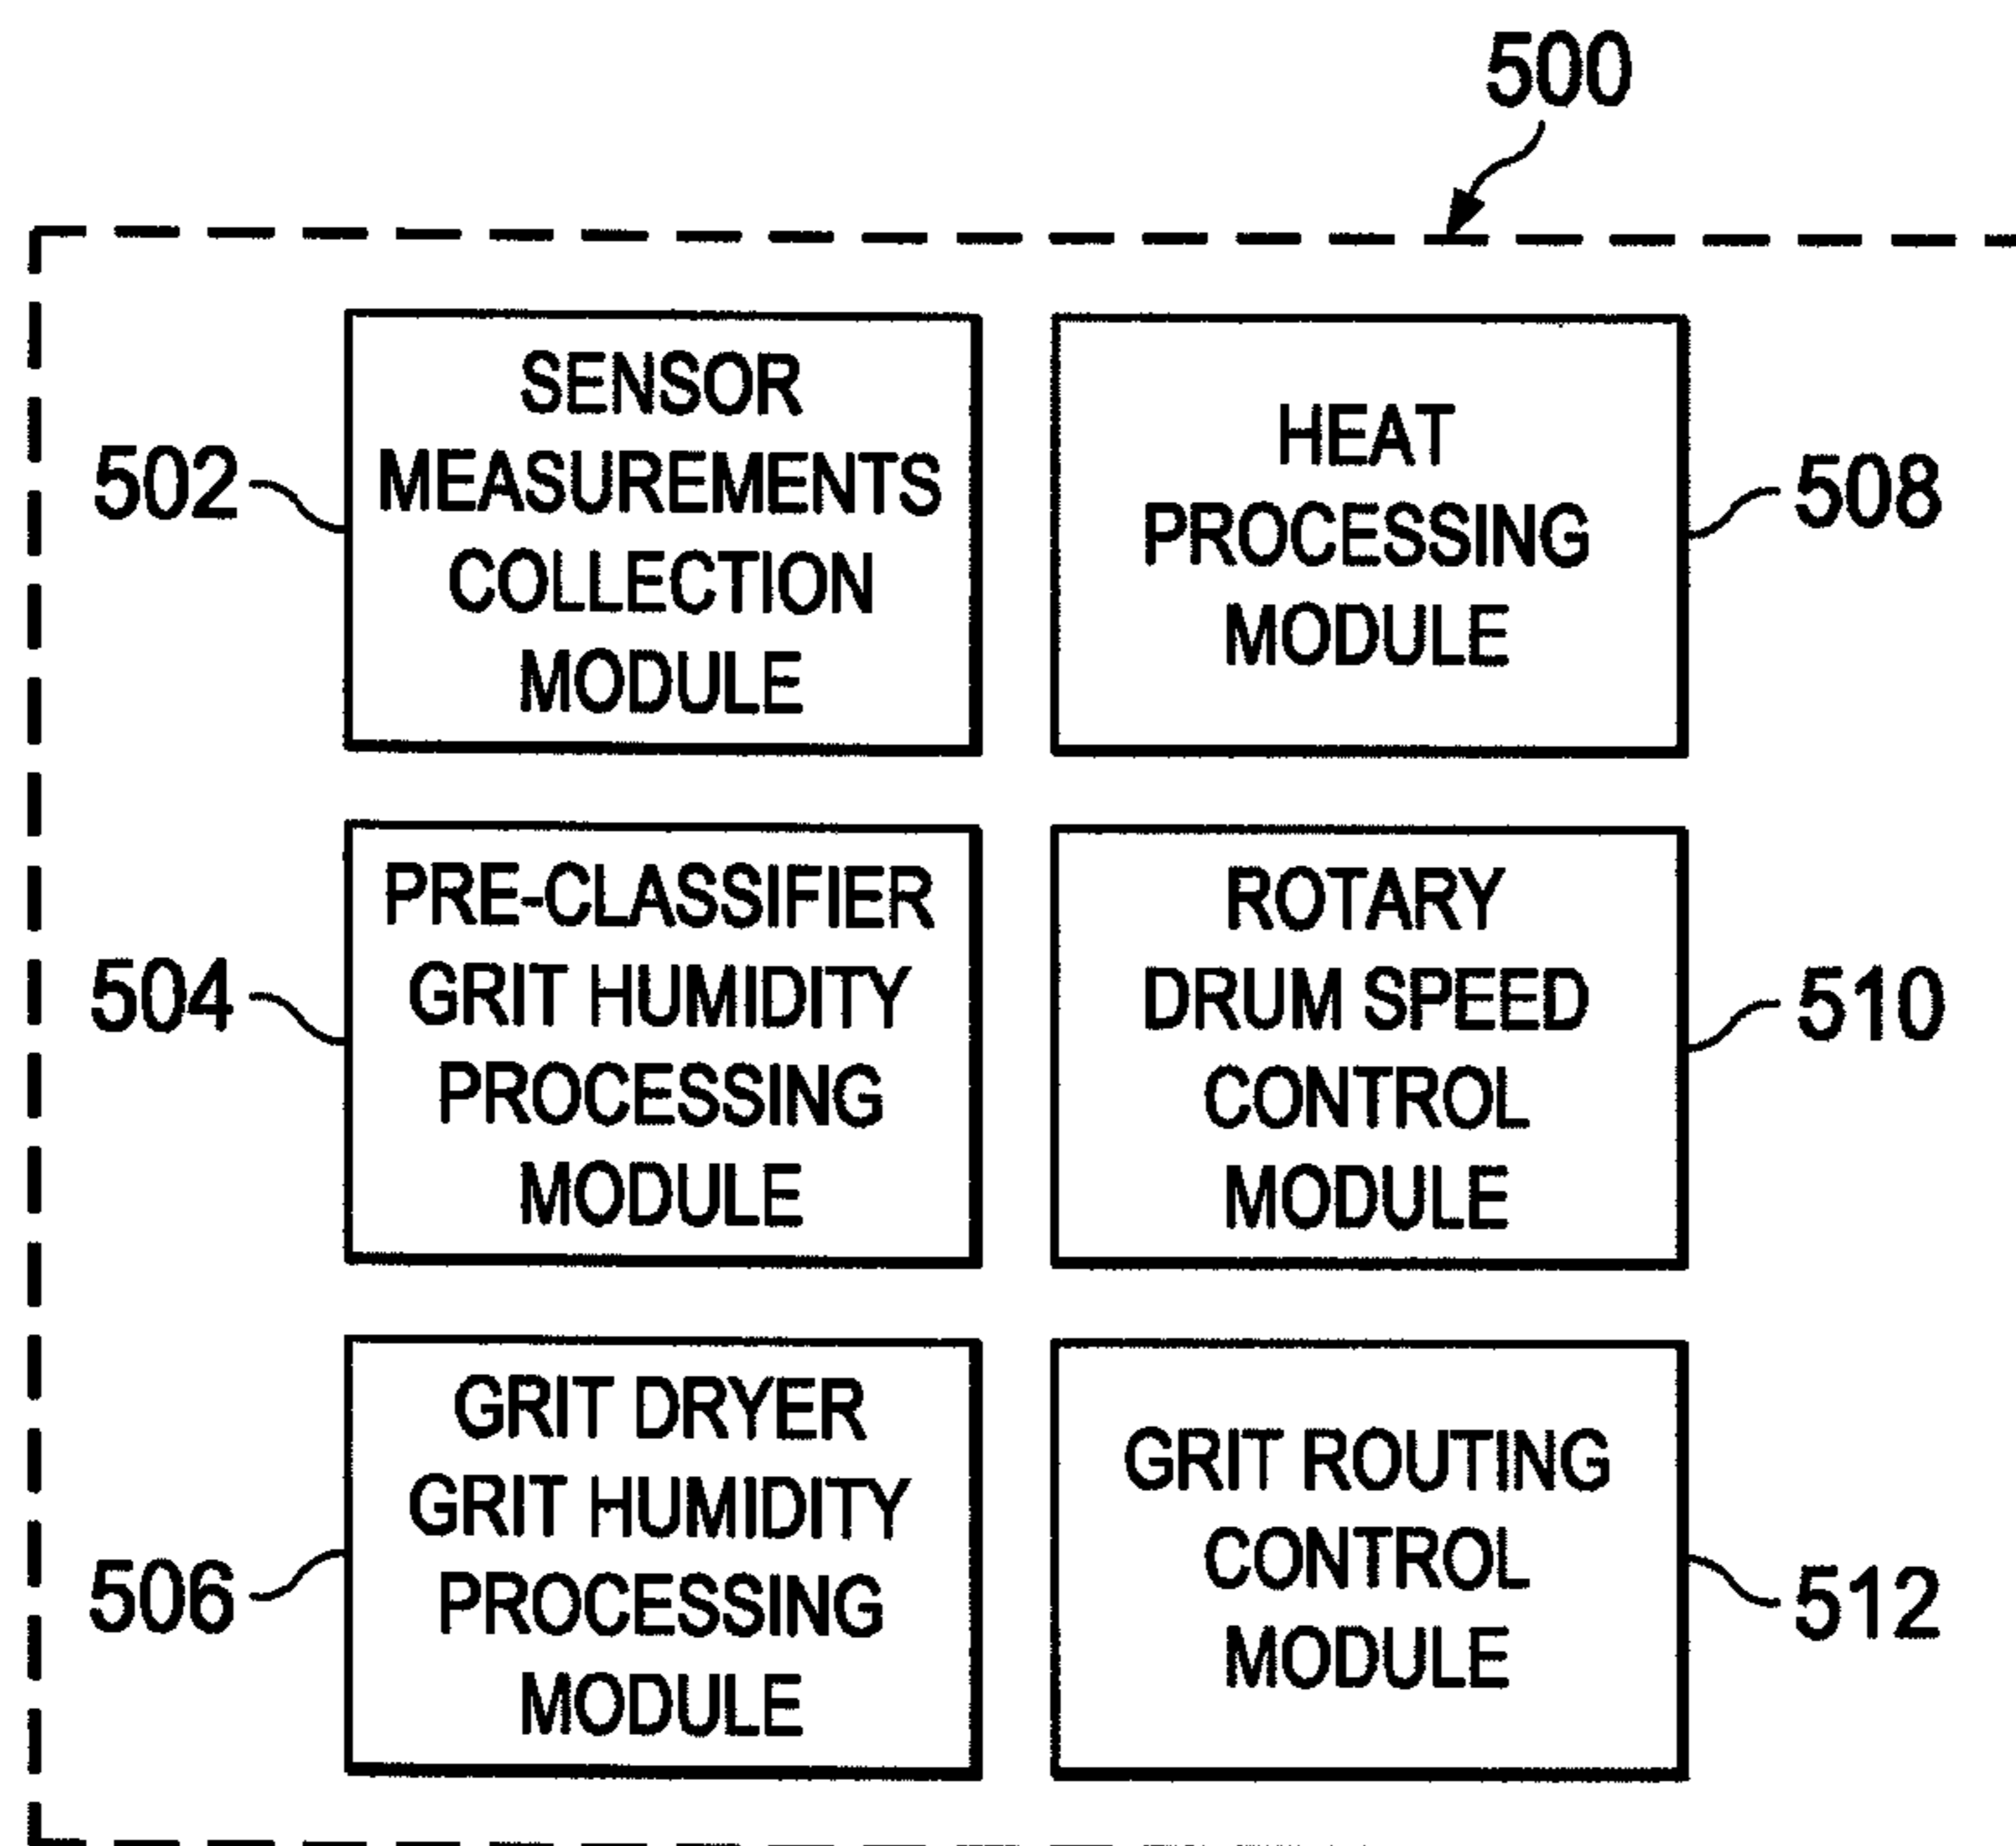 500
502
SENSOR
MEASUREMENTS
COLLECTION
MODULE
HEAT
PROCESSING
MODULE
508
504
PRE-CLASSIFIER
GRIT HUMIDITY
PROCESSING
MODULE
ROTARY
DRUM SPEED
CONTROL
MODULE
510
506
GRIT DRYER
GRIT HUMIDITY
PROCESSING
MODULE
GRIT ROUTING
CONTROL
MODULE
512